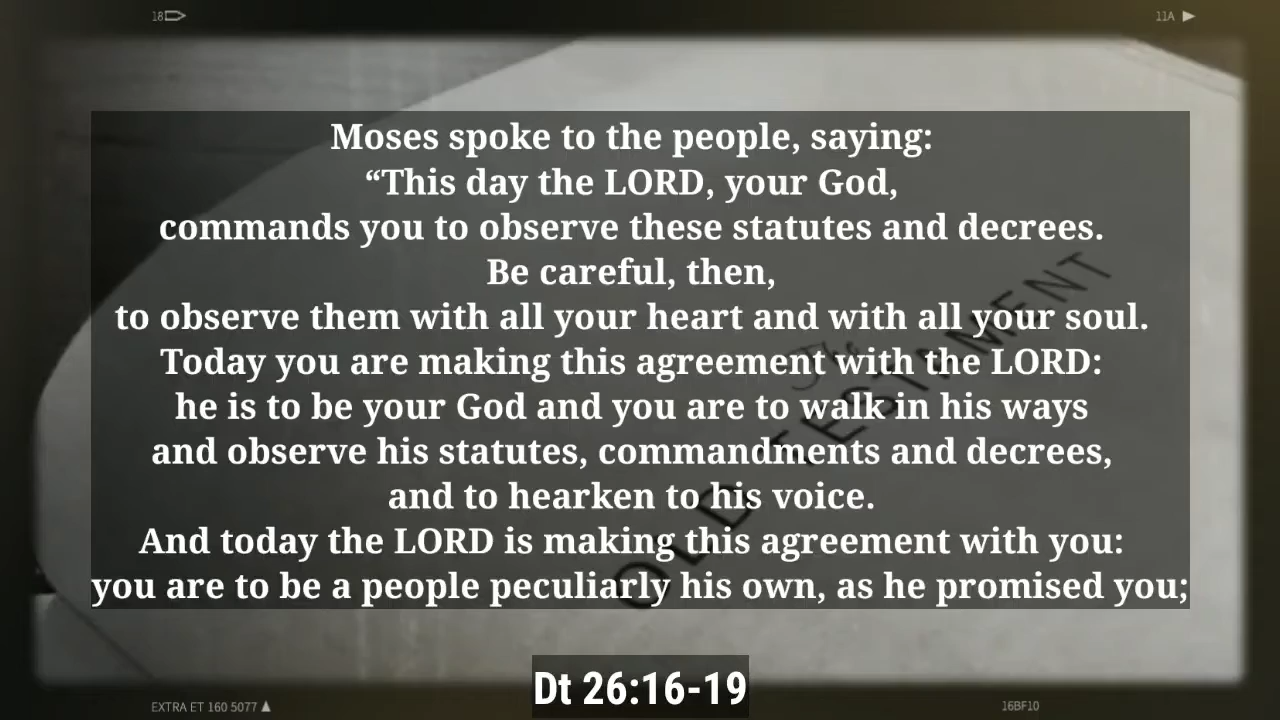 18
11A
Moses spoke to the people, saying:
“This day the LORD, your God,
commands you to observe these statutes and decrees.
Be careful, then,
to observe them with all your heart and with all your soul.
Today you are making this agreement with the LORD:
he is to be your God and you are to walk in his ways
and observe his statutes, commandments and decrees,
and to hearken to his voice.
And today the LORD is making this agreement with you:
you are to be a people peculiarly his own, as he promised you;
The
OLD TESTAMENT
Dt 26:16-19
EXTRA ET 160 5077
16BF10